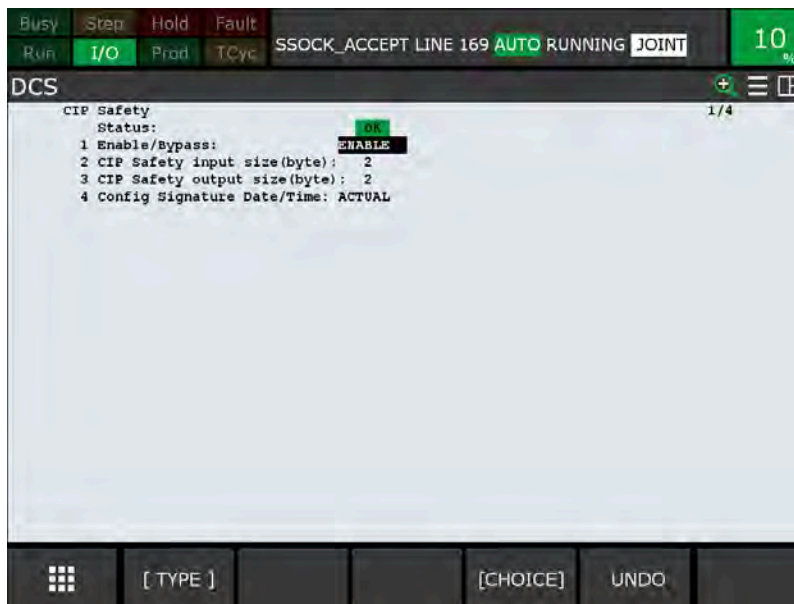 Busy Step Hold Fault
Run I/O Prod TCyc
SSOCK_ACCEPT LINE 169 AUTO RUNNING JOINT
10
%
DCS
CIP Safety 1/4
Status: OK
1 Enable/Bypass: ENABLE
2 CIP Safety input size(byte): 2
3 CIP Safety output size(byte): 2
4 Config Signature Date/Time: ACTUAL
[ TYPE ] [CHOICE] UNDO